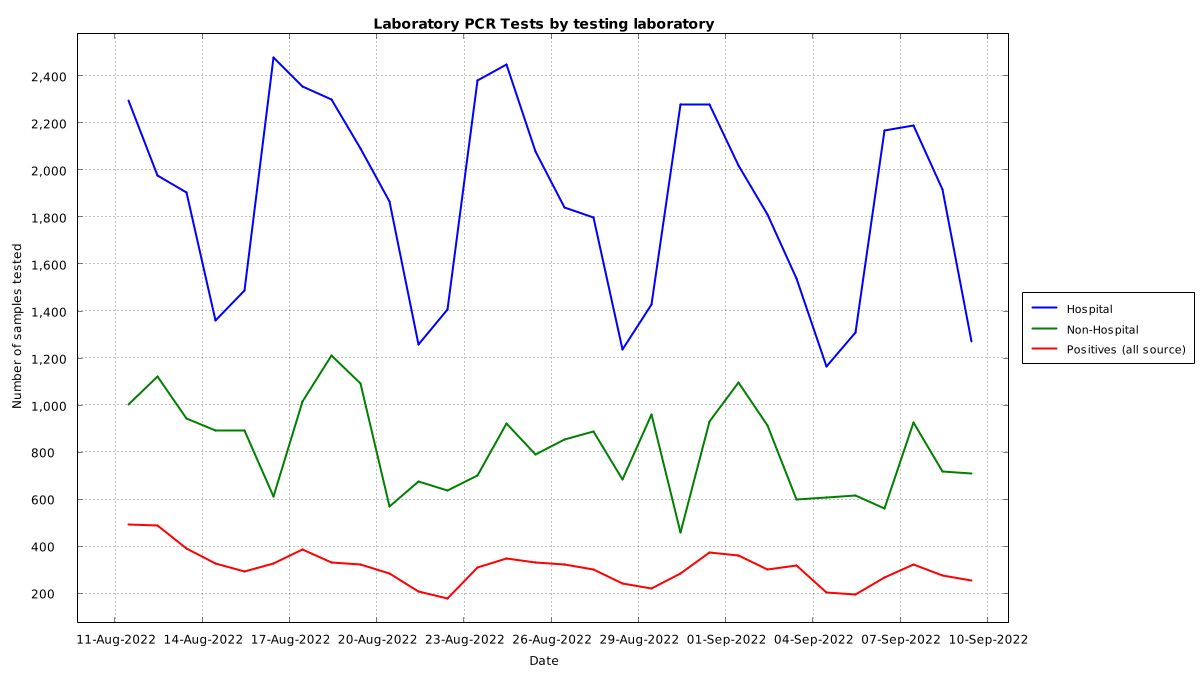 Laboratory PCR Tests by testing laboratory
Number of samples tested
2,400
2,200
2,000
1,800
1,600
1,400
1,200
1,000
800
600
400
200
11-Aug-2022 14-Aug-2022 17-Aug-2022 20-Aug-2022 23-Aug-2022 26-Aug-2022 29-Aug-2022 01-Sep-2022 04-Sep-2022 07-Sep-2022 10-Sep-2022
Date
Hospital
Non-Hospital
Positives (all source)